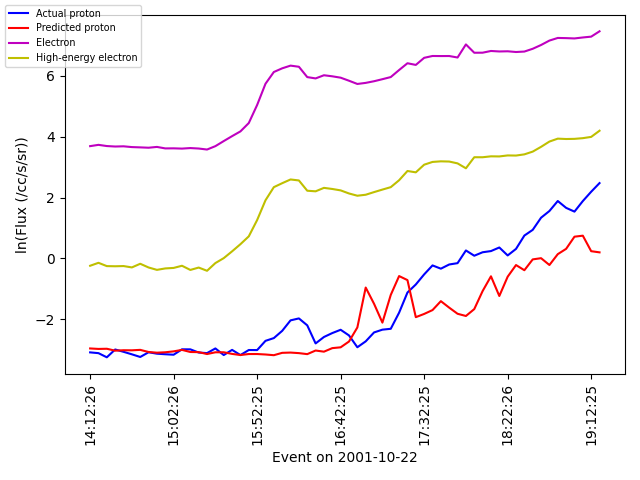 Actual proton
Predicted proton
Electron
High-energy electron
ln(Flux (/cc/s/sr))
6
4
2
0
−2
14:12:26
15:02:26
15:52:25
16:42:25
17:32:25
18:22:26
19:12:25
Event on 2001-10-22